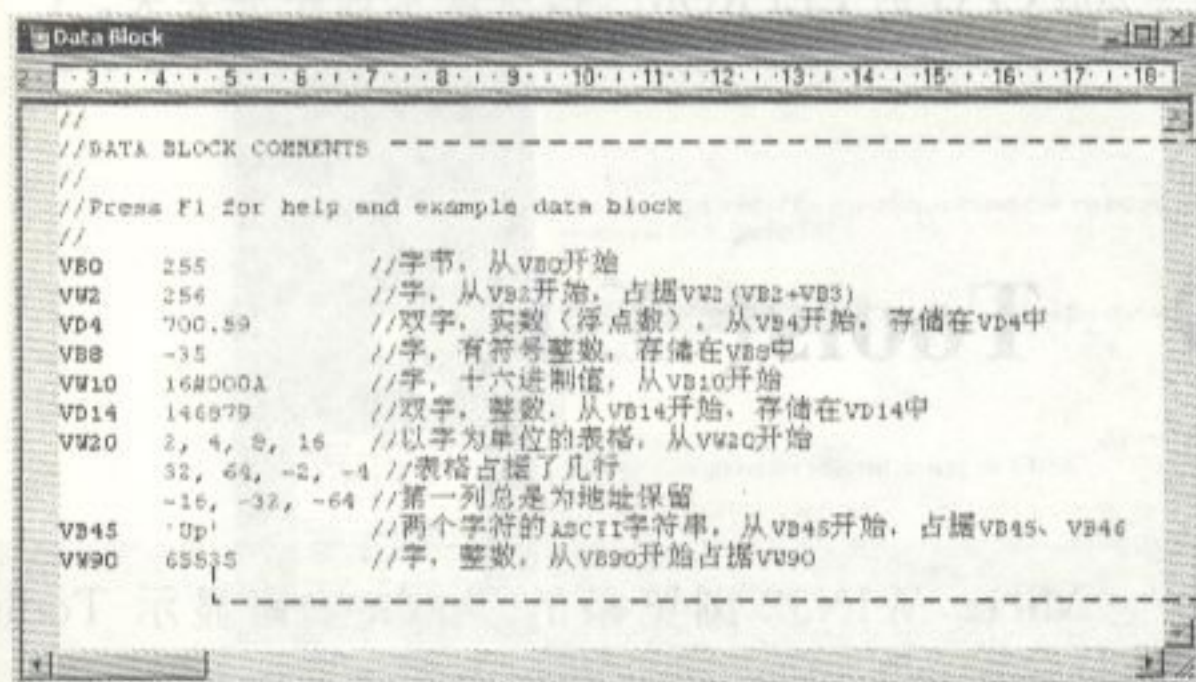 Data Block
2 · 3 · 4 · 5 · 6 · 7 · 8 · 9 · 10 · 11 · 12 · 13 · 14 · 15 · 16 · 17 · 18
//
//DATA BLOCK COMMENTS
//
//Press F1 for help and example data block
//
VB0 255 //字节，从VB0开始
VW2 256 //字，从VB2开始，占据VW2(VB2+VB3)
VD4 700.59 //双字，实数（浮点数），从VB4开始，存储在VD4中
VB8 -35 //字，有符号整数，存储在VB8中
VW10 16#000A //字，十六进制值，从VB10开始
VD14 146879 //双字，整数，从VB14开始，存储在VD14中
VW20 2, 4, 8, 16 //以字为单位的表格，从VW20开始
32, 64, -2, -4 //表格占据了几行
-16, -32, -64 //第一列总是为地址保留
VB45 'Up' //两个字符的ASCII字符串，从VB45开始，占据VB45、VB46
VW90 65535 //字，整数，从VB90开始占据VW90